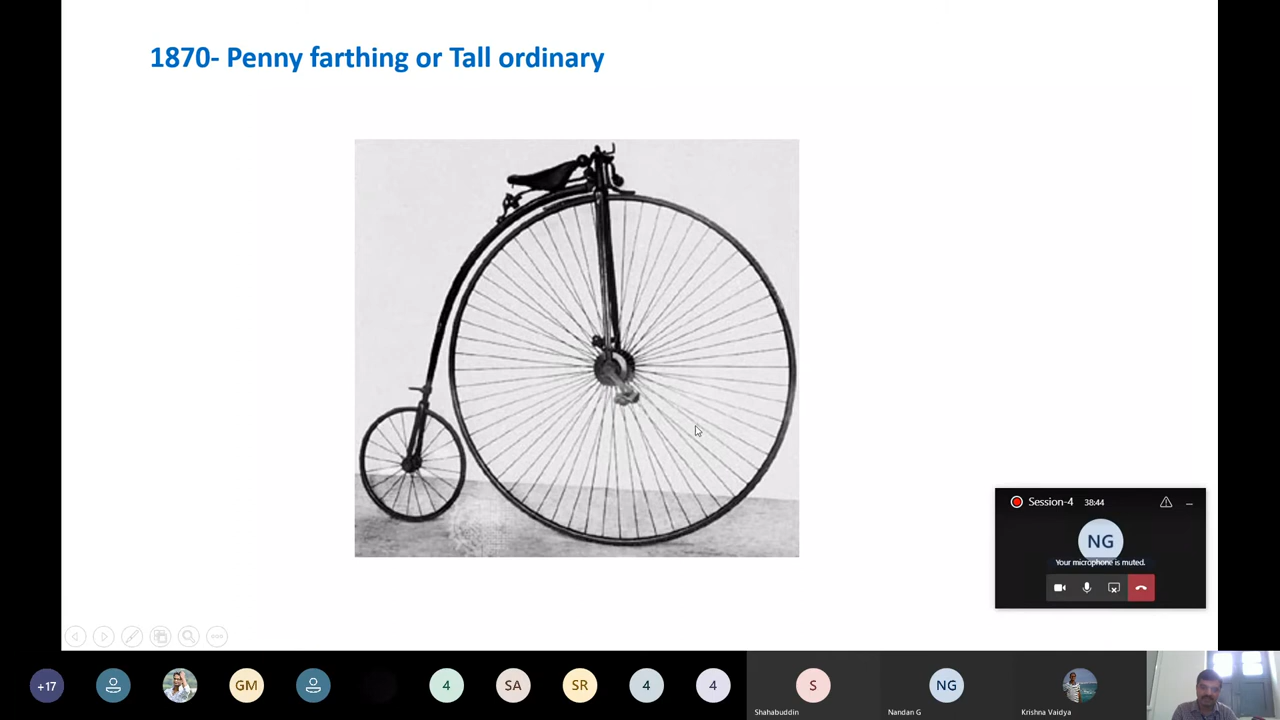 1870- Penny farthing or Tall ordinary
Session-4 38:44
NG
Your microphone is muted.
+17
GM
4
SA
SR
4
4
S
NG
Shahabuddin
Nandan G
Krishna Vaidya